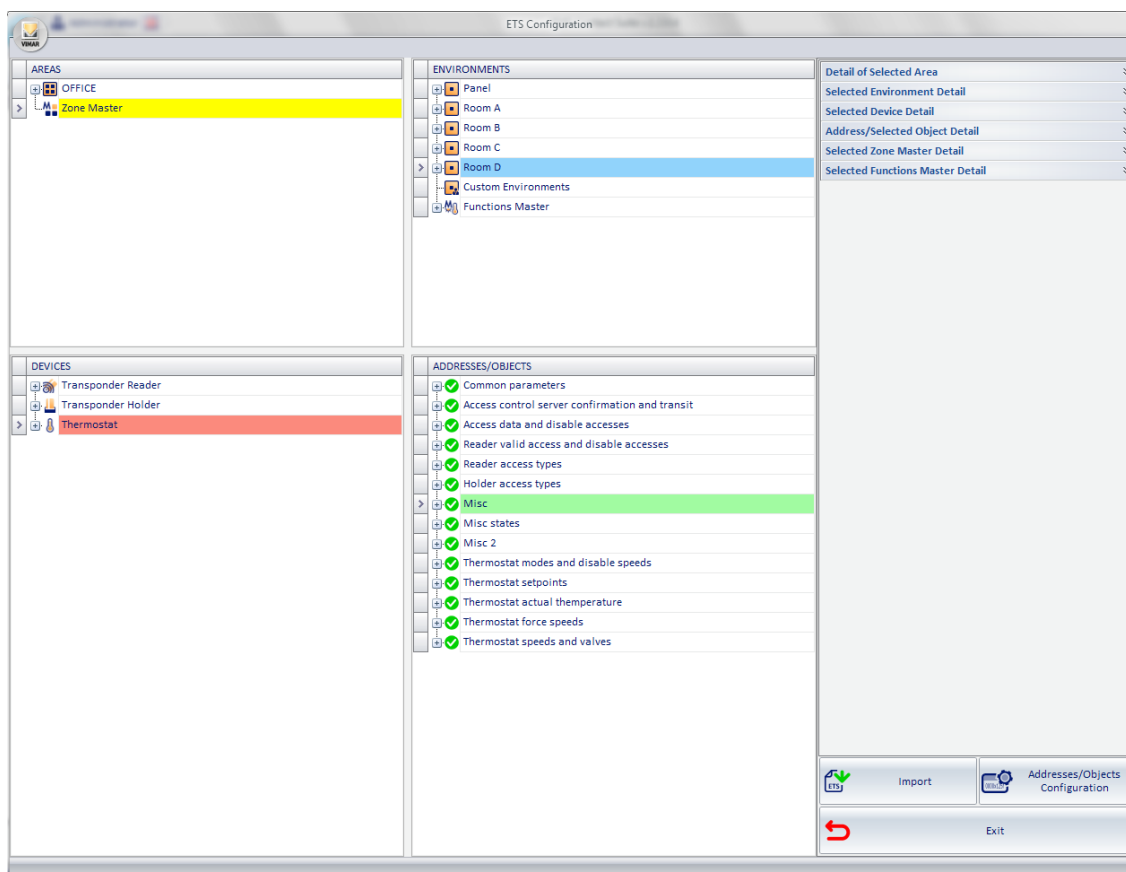 ETS Configuration
VIMAR
AREAS
OFFICE
Zone Master
ENVIRONMENTS
Panel
Room A
Room B
Room C
Room D
Custom Environments
Functions Master
Detail of Selected Area
Selected Environment Detail
Selected Device Detail
Address/Selected Object Detail
Selected Zone Master Detail
Selected Functions Master Detail
DEVICES
Transponder Reader
Transponder Holder
Thermostat
ADDRESSES/OBJECTS
Common parameters
Access control server confirmation and transit
Access data and disable accesses
Reader valid access and disable accesses
Reader access types
Holder access types
Misc
Misc states
Misc 2
Thermostat modes and disable speeds
Thermostat setpoints
Thermostat actual themperature
Thermostat force speeds
Thermostat speeds and valves
ETS
Import
Addresses/Objects
Configuration
Exit